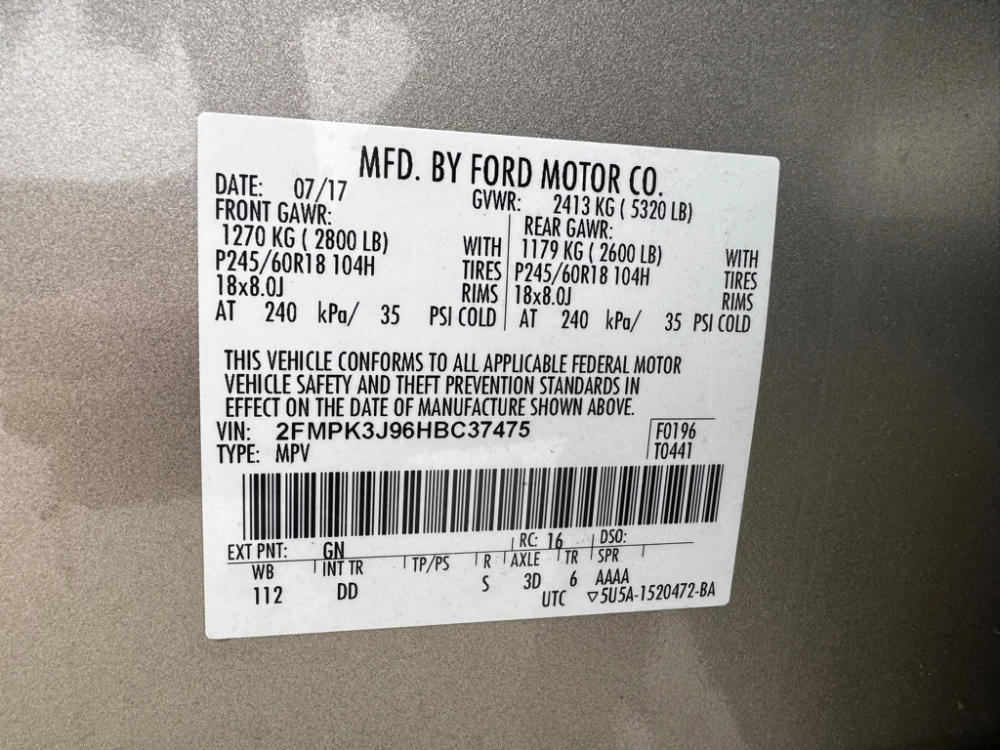 MFD. BY FORD MOTOR CO.
DATE: 07/17 GVWR: 2413 KG ( 5320 LB)
FRONT GAWR: REAR GAWR:
1270 KG ( 2800 LB) WITH 1179 KG ( 2600 LB) WITH
P245/60R18 104H TIRES P245/60R18 104H TIRES
18x8.0J RIMS 18x8.0J RIMS
AT 240 kPa/ 35 PSI COLD AT 240 kPa/ 35 PSI COLD
THIS VEHICLE CONFORMS TO ALL APPLICABLE FEDERAL MOTOR
VEHICLE SAFETY AND THEFT PREVENTION STANDARDS IN
EFFECT ON THE DATE OF MANUFACTURE SHOWN ABOVE.
VIN: 2FMPK3J96HBC37475 F0196
TYPE: MPV T0441
EXT PNT: GN RC: 16 DSO:
WB INT TR TP/PS R AXLE TR SPR
112 DD S 3D 6 AAAA
UTC ▽5U5A-1520472-BA